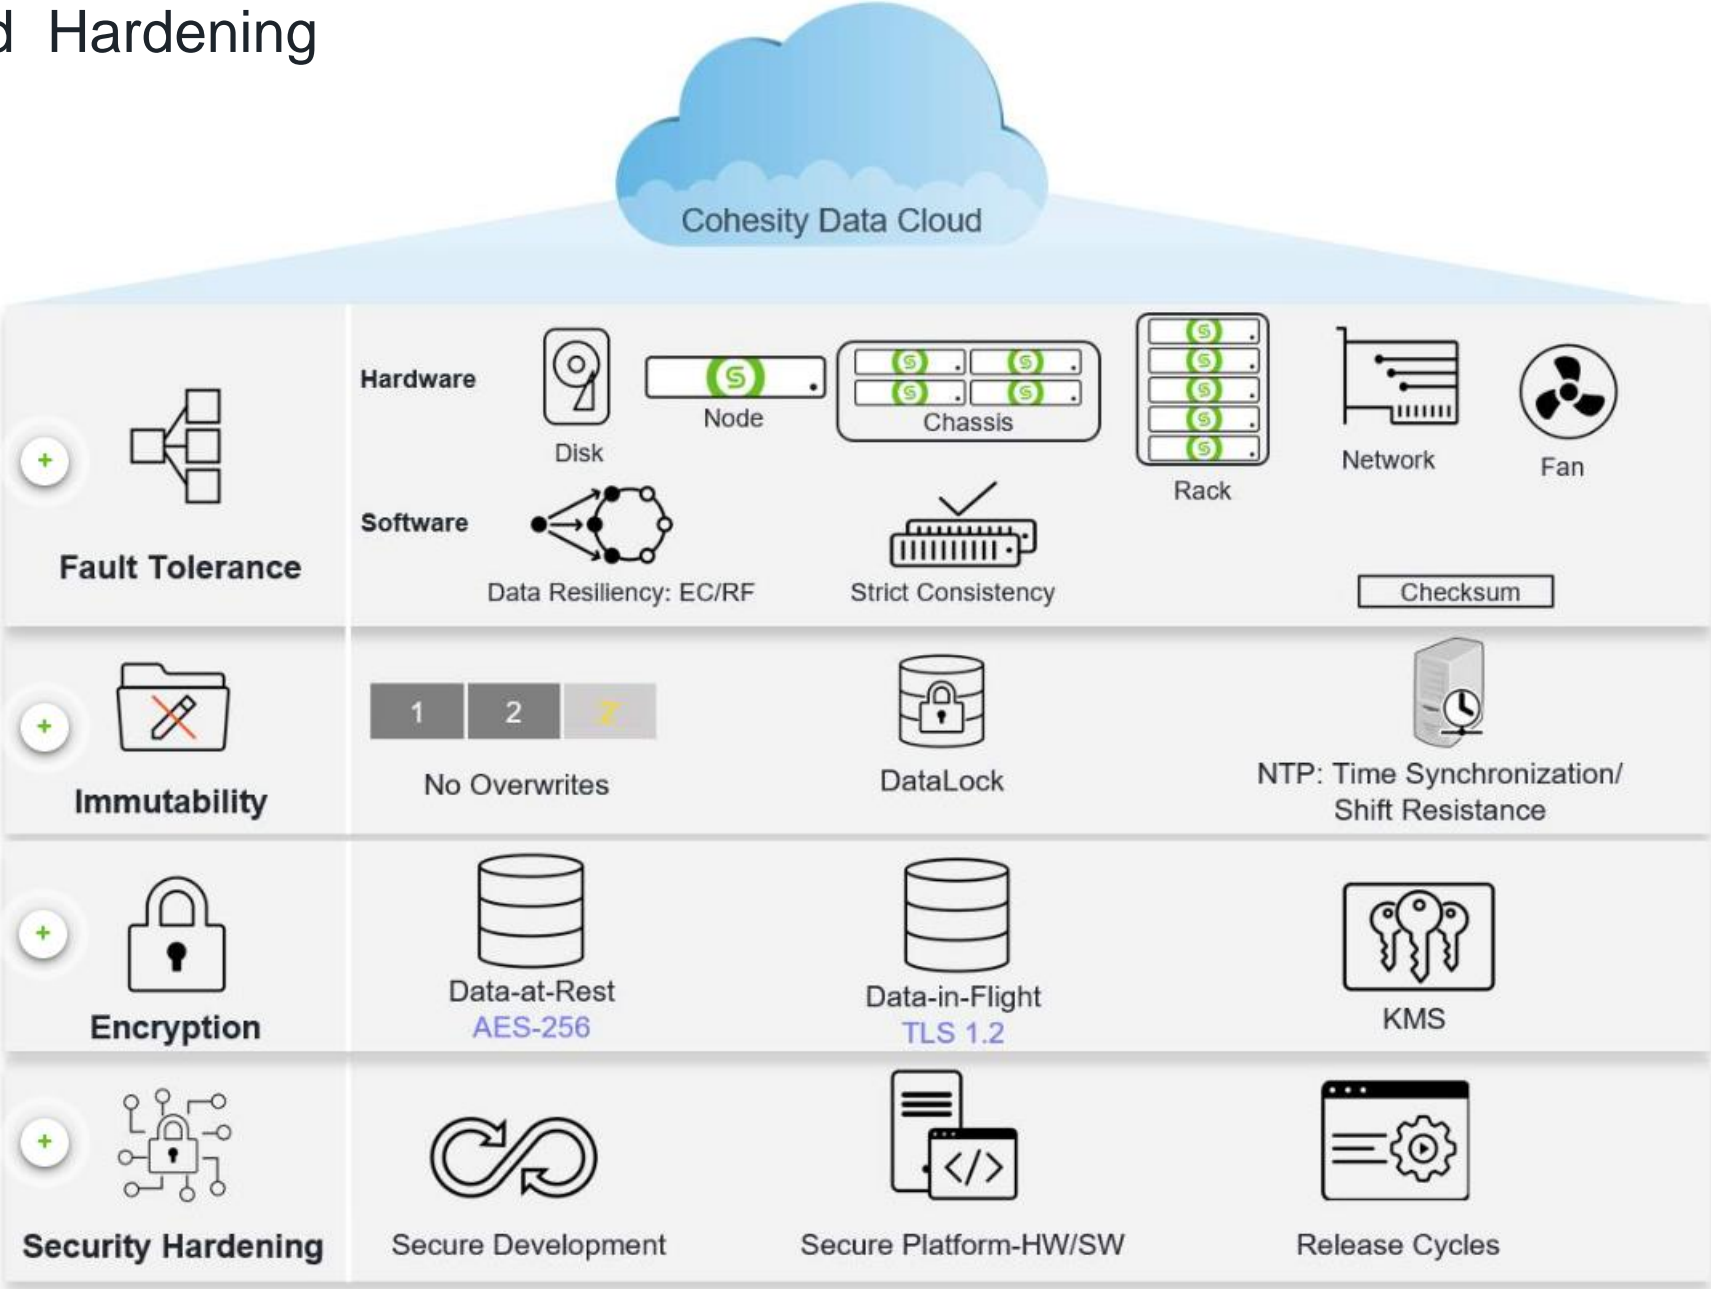 Hardening
Cohesity Data Cloud
Fault Tolerance
Hardware
Disk
Node
Chassis
Rack
Network
Fan
Software
Data Resiliency: EC/RF
Strict Consistency
Checksum
Immutability
1 2
No Overwrites
DataLock
NTP: Time Synchronization/
Shift Resistance
Encryption
Data-at-Rest
AES-256
Data-in-Flight
TLS 1.2
KMS
Security Hardening
Secure Development
Secure Platform-HW/SW
</>
Release Cycles